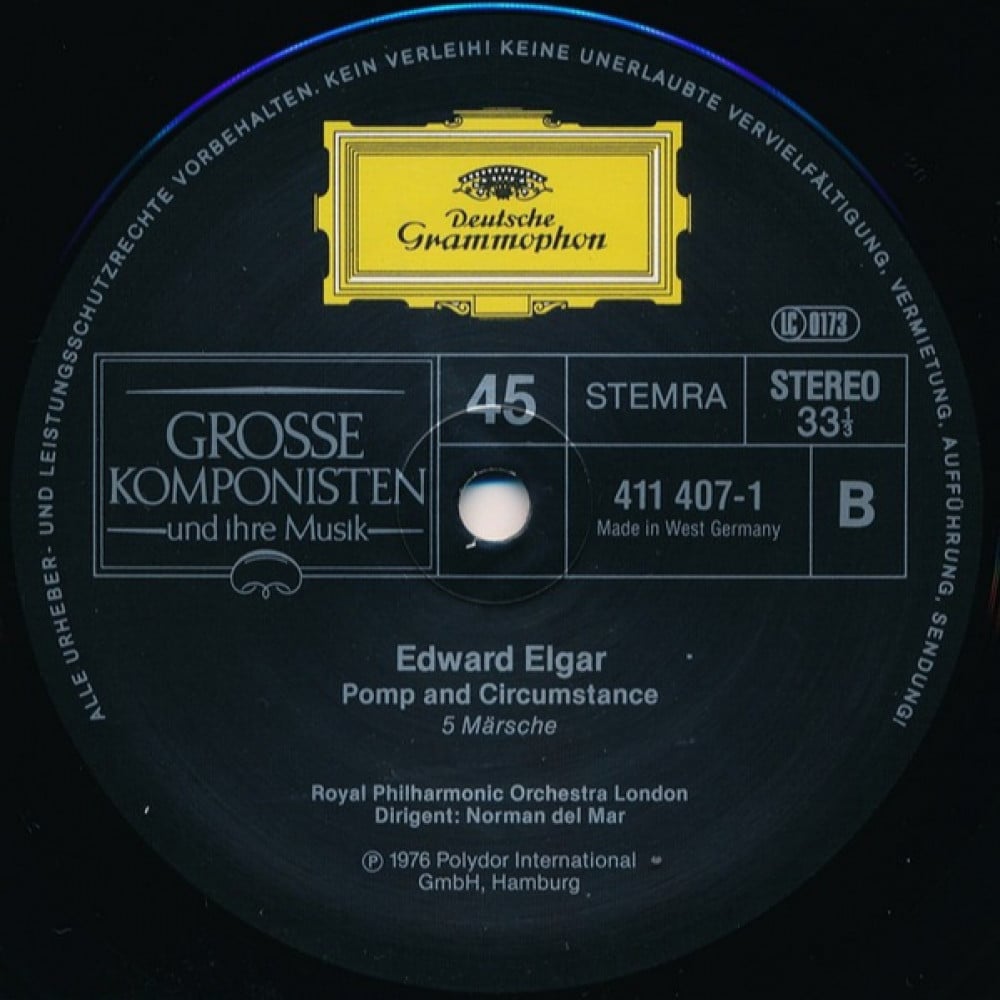 ALLE URHEBER- UND LEISTUNGSSCHUTZRECHTE VORBEHALTEN. KEIN VERLEIH! KEINE UNERLAUBTE VERVIELFÄLTIGUNG, VERMIETUNG, AUFFÜHRUNG, SENDUNG!
Deutsche
Grammophon
LC 0173
GROSSE
KOMPONISTEN
und ihre Musik
45
STEMRA
STEREO
33⅓
411 407-1
Made in West Germany
B
Edward Elgar
Pomp and Circumstance
5 Märsche
Royal Philharmonic Orchestra London
Dirigent: Norman del Mar
℗ 1976 Polydor International
GmbH, Hamburg